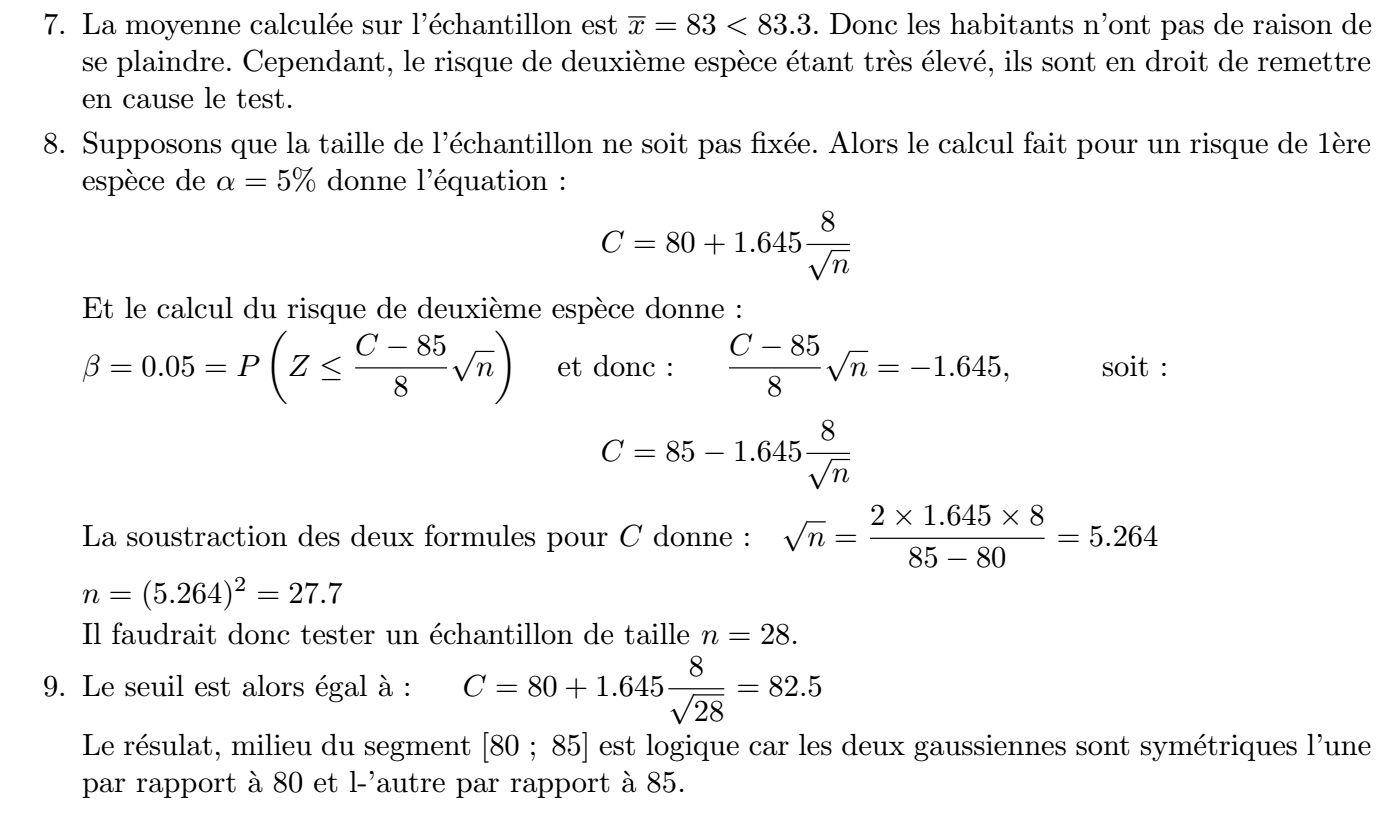 7. La moyenne calculée sur l'échantillon est x̅ = 83 < 83.3. Donc les habitants n'ont pas de raison de
se plaindre. Cependant, le risque de deuxième espèce étant très élevé, ils sont en droit de remettre
en cause le test.
8. Supposons que la taille de l'échantillon ne soit pas fixée. Alors le calcul fait pour un risque de 1ère
espèce de α = 5% donne l'équation :
C = 80 + 1.645 \frac{8}{\sqrt{n}}
Et le calcul du risque de deuxième espèce donne :
β = 0.05 = P\left(Z ≤ \frac{C − 85}{8}\sqrt{n}\right) et donc : \frac{C − 85}{8}\sqrt{n} = −1.645, soit :
C = 85 − 1.645 \frac{8}{\sqrt{n}}
La soustraction des deux formules pour C donne : \sqrt{n} = \frac{2 × 1.645 × 8}{85 − 80} = 5.264
n = (5.264)² = 27.7
Il faudrait donc tester un échantillon de taille n = 28.
9. Le seuil est alors égal à : C = 80 + 1.645 \frac{8}{\sqrt{28}} = 82.5
Le résulat, milieu du segment [80 ; 85] est logique car les deux gaussiennes sont symétriques l'une
par rapport à 80 et l-'autre par rapport à 85.